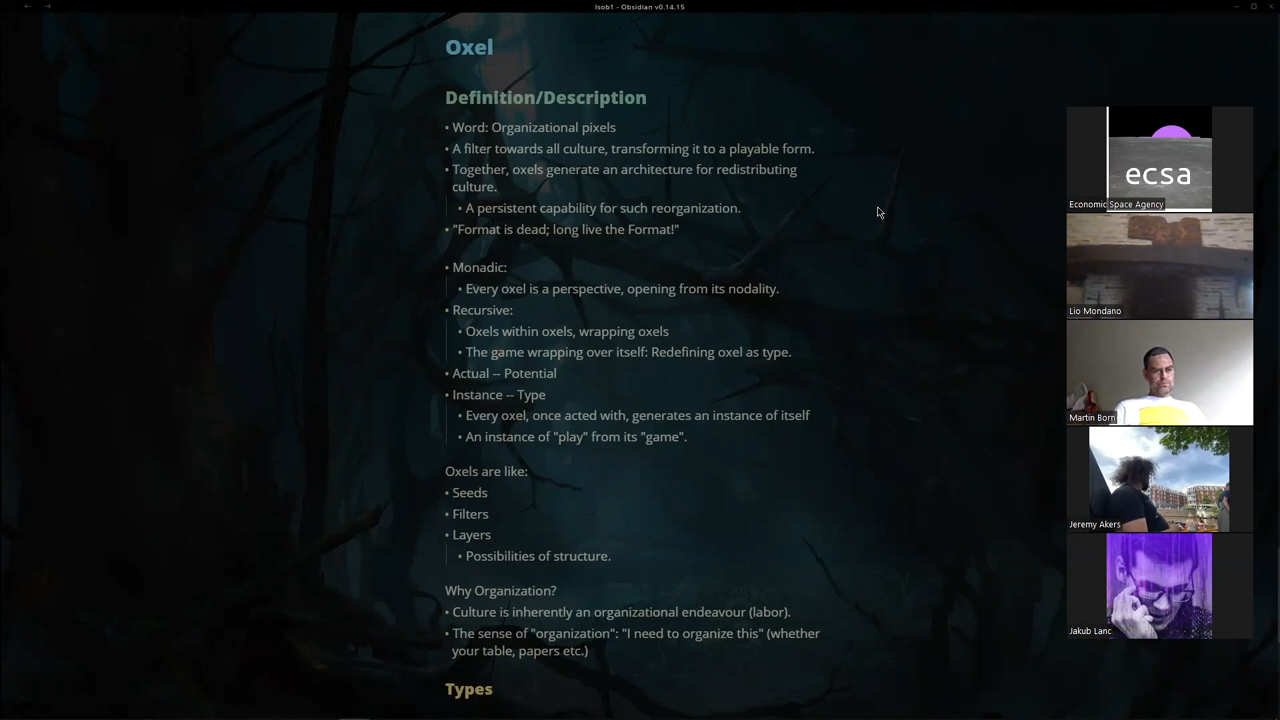 Isob1 - Obsidian v0.14.15
Oxel
Definition/Description
• Word: Organizational pixels
• A filter towards all culture, transforming it to a playable form.
• Together, oxels generate an architecture for redistributing
culture.
• A persistent capability for such reorganization.
• "Format is dead; long live the Format!"
• Monadic:
• Every oxel is a perspective, opening from its nodality.
• Recursive:
• Oxels within oxels, wrapping oxels
• The game wrapping over itself: Redefining oxel as type.
• Actual -- Potential
• Instance -- Type
• Every oxel, once acted with, generates an instance of itself
• An instance of "play" from its "game".
Oxels are like:
• Seeds
• Filters
• Layers
• Possibilities of structure.
Why Organization?
• Culture is inherently an organizational endeavour (labor).
• The sense of "organization": "I need to organize this" (whether
your table, papers etc.)
Types
ecsa
Economic Space Agency
Lio Mondano
Martin Born
Jeremy Akers
Jakub Lanc